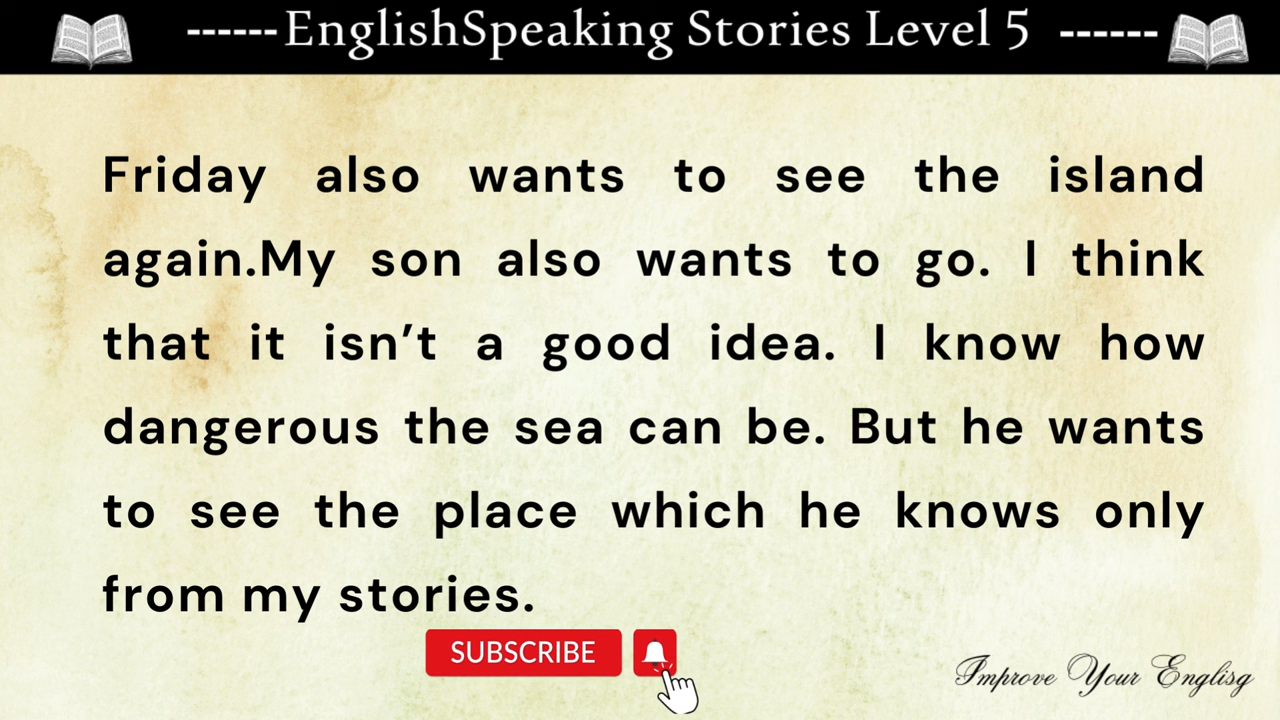 ------EnglishSpeaking Stories Level 5 ------
Friday also wants to see the island
again.My son also wants to go. I think
that it isn’t a good idea. I know how
dangerous the sea can be. But he wants
to see the place which he knows only
from my stories.
SUBSCRIBE
Improve Your Englisg